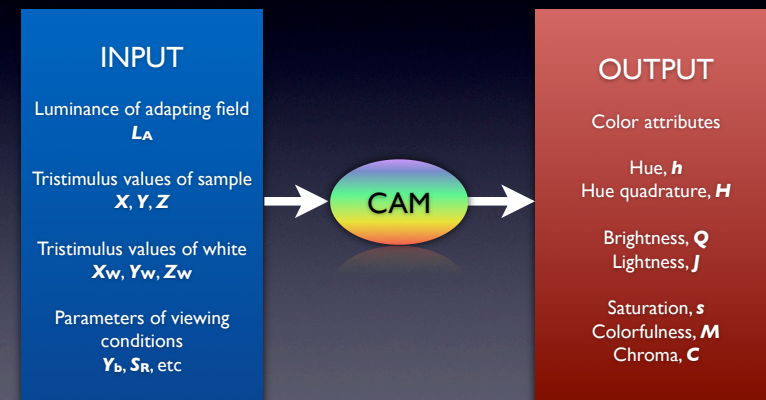 INPUT
Luminance of adapting field
LA
Tristimulus values of sample
X, Y, Z
Tristimulus values of white
XW, YW, ZW
Parameters of viewing
conditions
Yb, SR, etc
CAM
OUTPUT
Color attributes
Hue, h
Hue quadrature, H
Brightness, Q
Lightness, J
Saturation, s
Colorfulness, M
Chroma, C